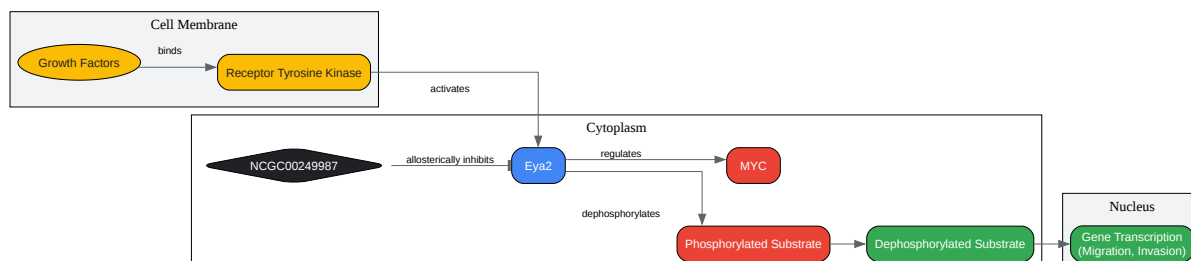 Cell Membrane
binds
Growth Factors
Receptor Tyrosine Kinase
activates
Cytoplasm
NCGC00249987
allosterically inhibits
Eya2
regulates
MYC
dephosphorylates
Phosphorylated Substrate
Dephosphorylated Substrate
Nucleus
Gene Transcription
(Migration, Invasion)